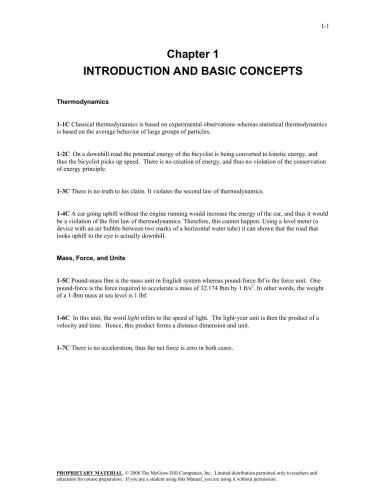 1-1
Chapter 1
INTRODUCTION AND BASIC CONCEPTS
Thermodynamics
1-1C Classical thermodynamics is based on experimental observations whereas statistical thermodynamics
is based on the average behavior of large groups of particles.
1-2C On a downhill road the potential energy of the bicyclist is being converted to kinetic energy, and
thus the bicyclist picks up speed. There is no creation of energy, and thus no violation of the conservation
of energy principle.
1-3C There is no truth to his claim. It violates the second law of thermodynamics.
1-4C A car going uphill without the engine running would increase the energy of the car, and thus it would
be a violation of the first law of thermodynamics. Therefore, this cannot happen. Using a level meter (a
device with an air bubble between two marks of a horizontal water tube) it can shown that the road that
looks uphill to the eye is actually downhill.
Mass, Force, and Units
1-5C Pound-mass lbm is the mass unit in English system whereas pound-force lbf is the force unit. One
pound-force is the force required to accelerate a mass of 32.174 lbm by 1 ft/s². In other words, the weight
of a 1-lbm mass at sea level is 1 lbf.
1-6C In this unit, the word light refers to the speed of light. The light-year unit is then the product of a
velocity and time. Hence, this product forms a distance dimension and unit.
1-7C There is no acceleration, thus the net force is zero in both cases.
PROPRIETARY MATERIAL. © 2008 The McGraw-Hill Companies, Inc. Limited distribution permitted only to teachers and
educators for course preparation. If you are a student using this Manual, you are using it without permission.